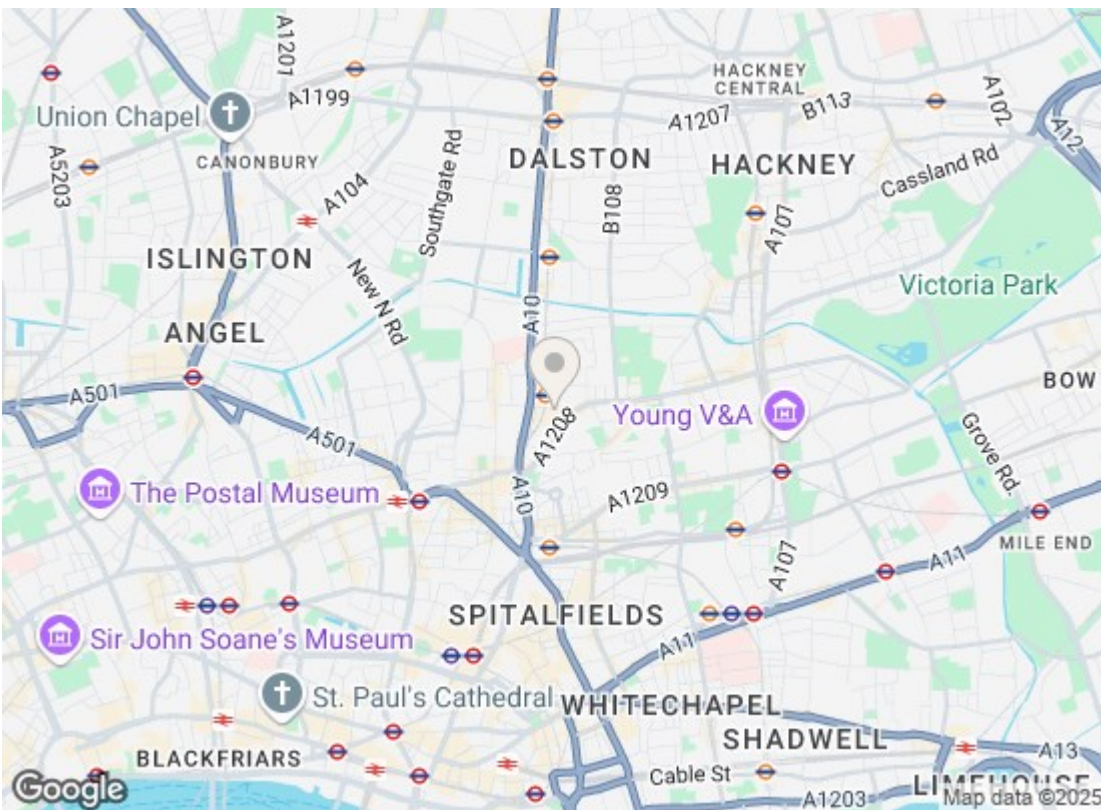 A1201
HACKNEY
CENTRAL
A1199
Union Chapel
A1207
B113
A102
A12
A5203
CANONBURY
Southgate Rd
DALSTON
HACKNEY
Cassland Rd
A104
B108
A107
ISLINGTON
New N Rd
Victoria Park
A10
ANGEL
A501
BOW
A1208
Young V&A
Grove Rd.
A501
The Postal Museum
A10
A1209
MILE END
A107
A11
SPITALFIELDS
Sir John Soane's Museum
A11
St. Paul's Cathedral
WHITECHAPEL
SHADWELL
BLACKFRIARS
A13
Cable St
LIMEHOUSE
Google
A1203
Map data ©2025